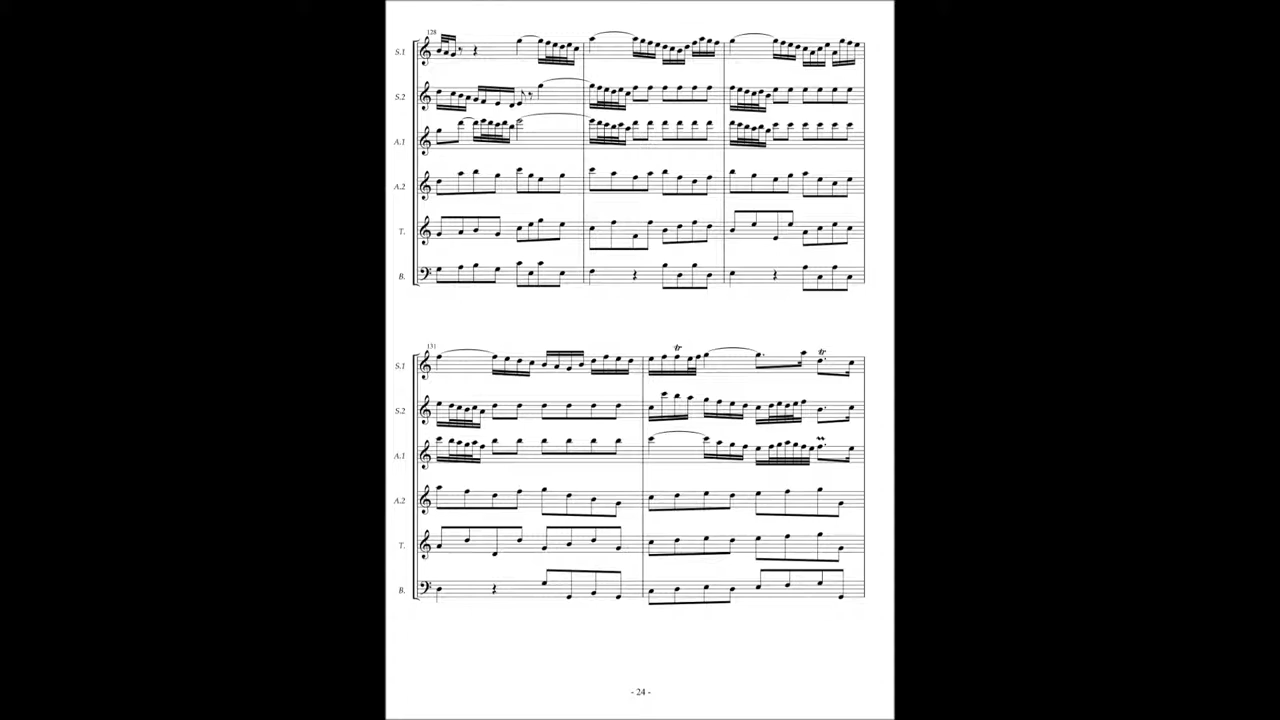 128
S.1
S.2
A.1
A.2
T.
B.
131
S.1
tr
tr
S.2
A.1
A.2
T.
B.
- 24 -